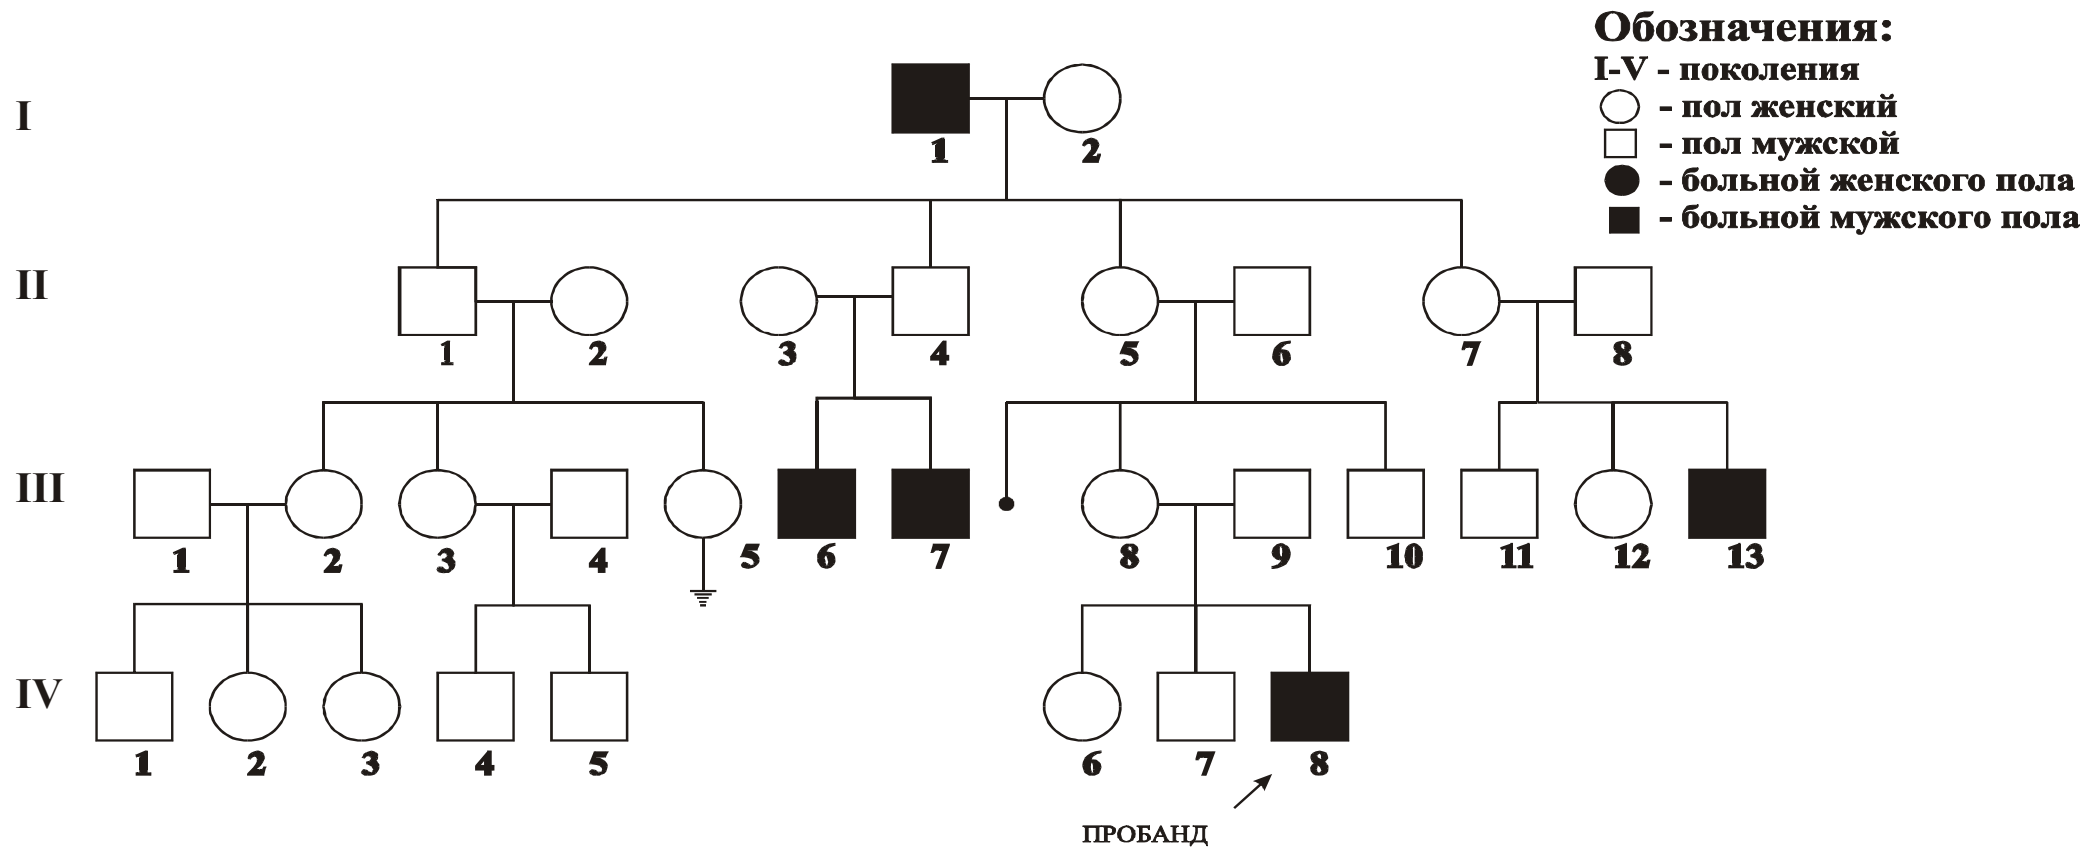 Обозначения:
I-V - поколения
- пол женский
- пол мужской
- больной женского пола
- больной мужского пола
I
1 2
II
1 2 3 4 5 6 7 8
III
1 2 3 4 5 6 7 8 9 10 11 12 13
IV
1 2 3 4 5 6 7 8
ПРОБАНД